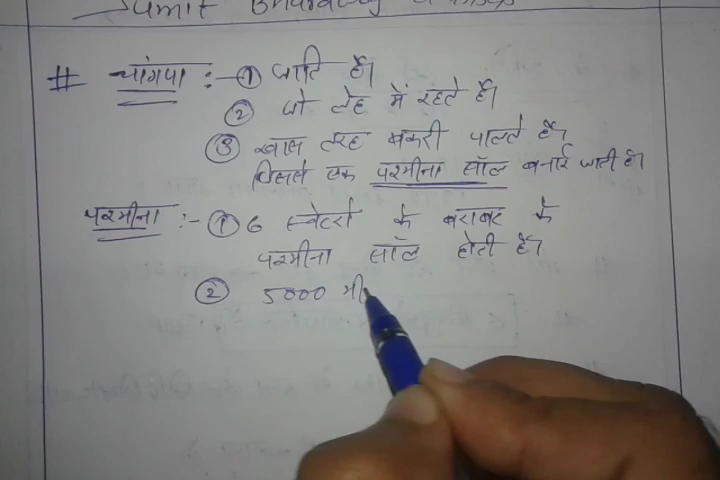 # चांगपा :- ① जाति है।
② जो लेह में रहते है।
③ खास तरह बकरी पालते है।
जिससे एक पश्मीना सॉल बनाई जाती है।
पश्मीना :- ① 6 स्वेटरो के बराबर के
पश्मीना सॉल होती है।
② 5000 मी